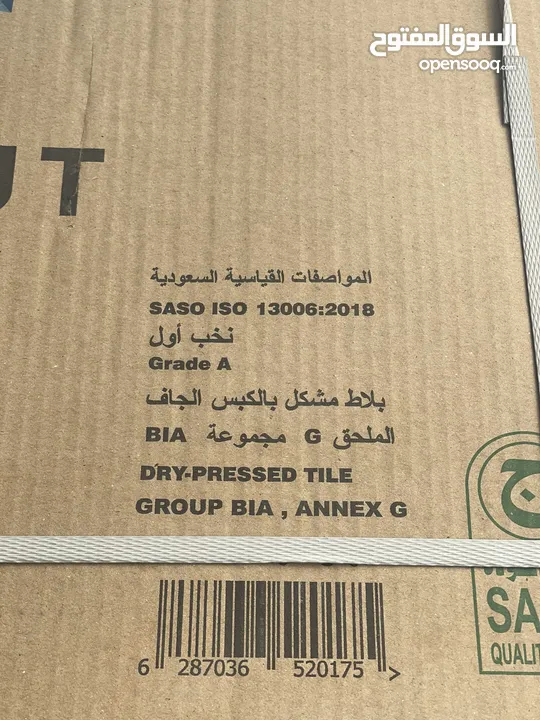 السوق المفتوح
opensooq.com
UT
المواصفات القياسية السعودية
SASO ISO 13006:2018
نخب أول
Grade A
بلاط مشكل بالكبس الجاف
الملحق G مجموعة BIA
DRY-PRESSED TILE
GROUP BIA , ANNEX G
SA
QUALIT
6 287036 520175 >